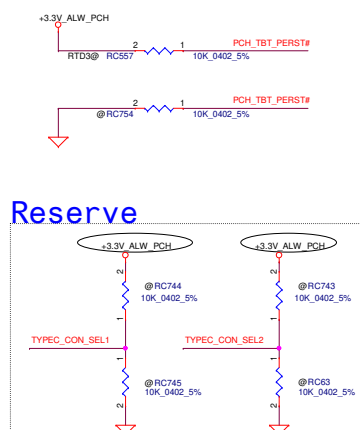 +3.3V_ALW_PCH
2 1 PCH_TBT_PERST#
RTD3@ RC557 10K_0402_5%
2 1 PCH_TBT_PERST#
@RC754 10K_0402_5%
Reserve
+3.3V_ALW_PCH +3.3V_ALW_PCH
2 2
@RC744 @RC743
10K_0402_5% 10K_0402_5%
1 1
TYPEC_CON_SEL1 TYPEC_CON_SEL2
1 1
@RC745 @RC63
10K_0402_5% 10K_0402_5%
2 2